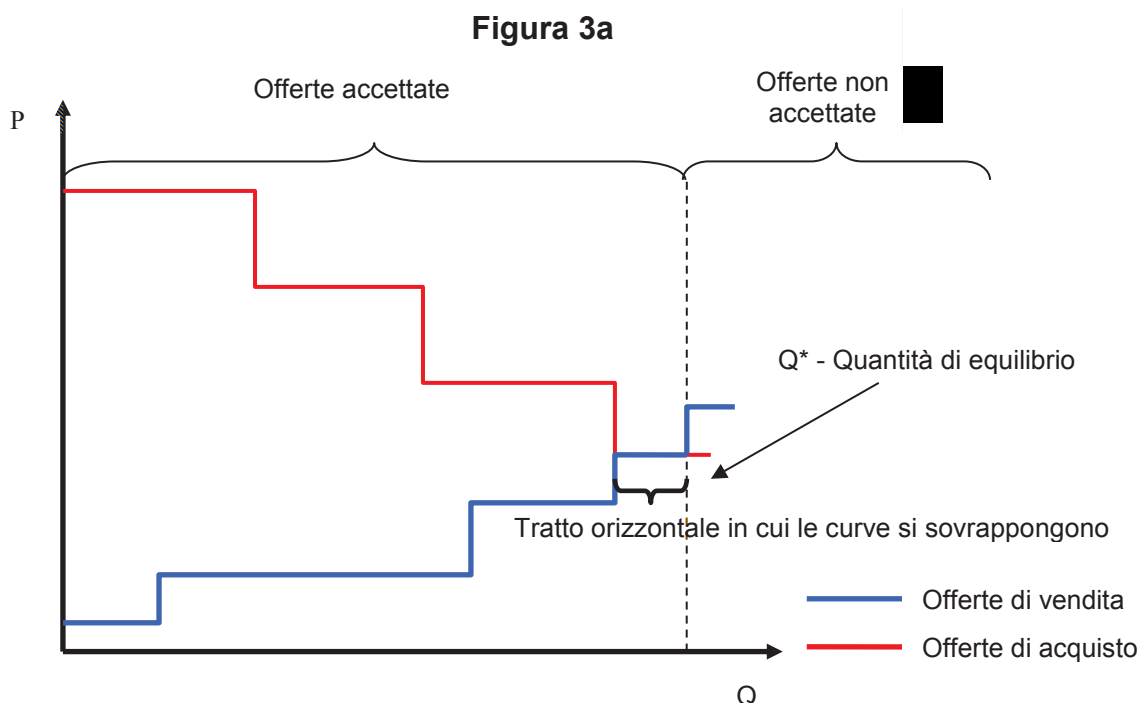 Figura 3a
Offerte accettate
Offerte non
accettate
P
Q* - Quantità di equilibrio
Tratto orizzontale in cui le curve si sovrappongono
Offerte di vendita
Offerte di acquisto
Q